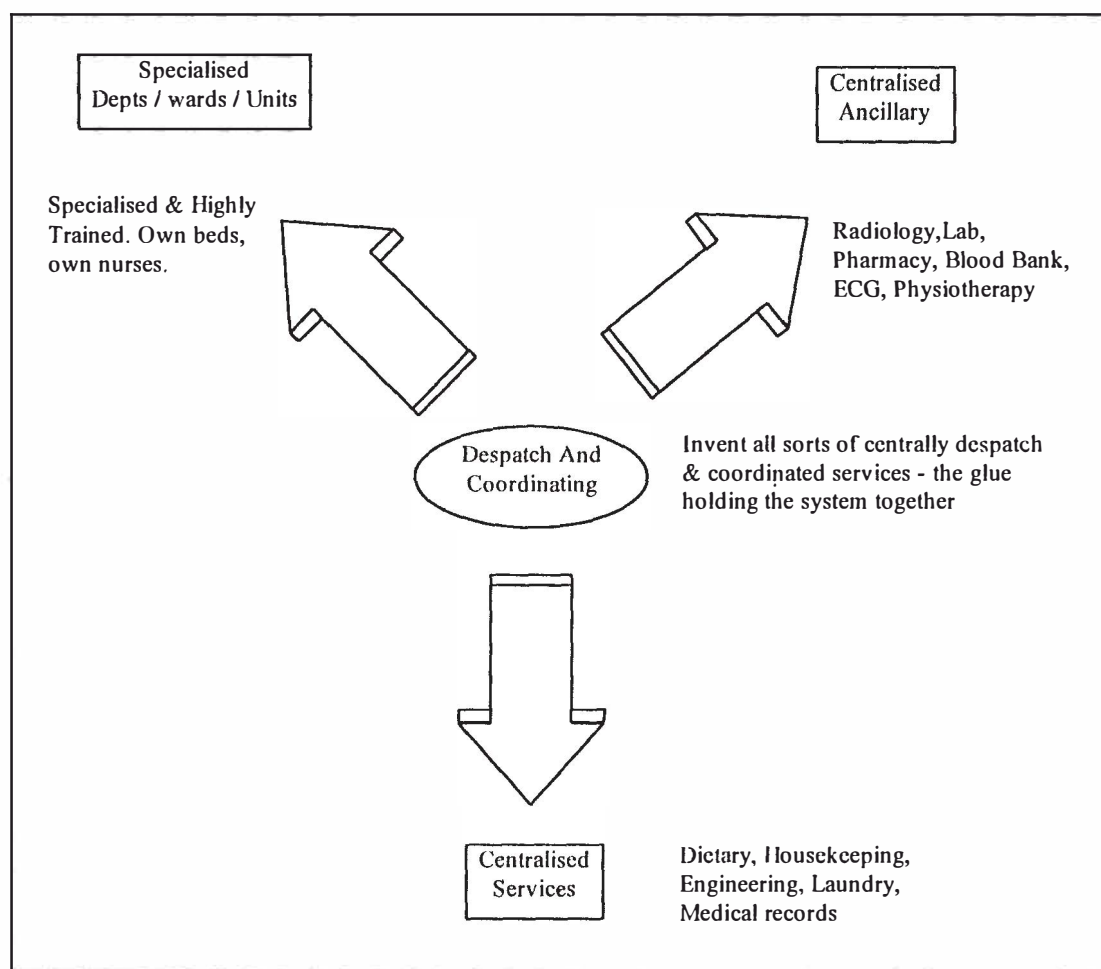 Specialised
Depts / wards / Units
Centralised
Ancillary
Specialised & Highly
Trained. Own beds,
own nurses.
Radiology,Lab,
Pharmacy, Blood Bank,
ECG, Physiotherapy
Despatch And
Coordinating
Invent all sorts of centrally despatch
& coordinated services - the glue
holding the system together
Centralised
Services
Dietary, Housekeeping,
Engineering, Laundry,
Medical records